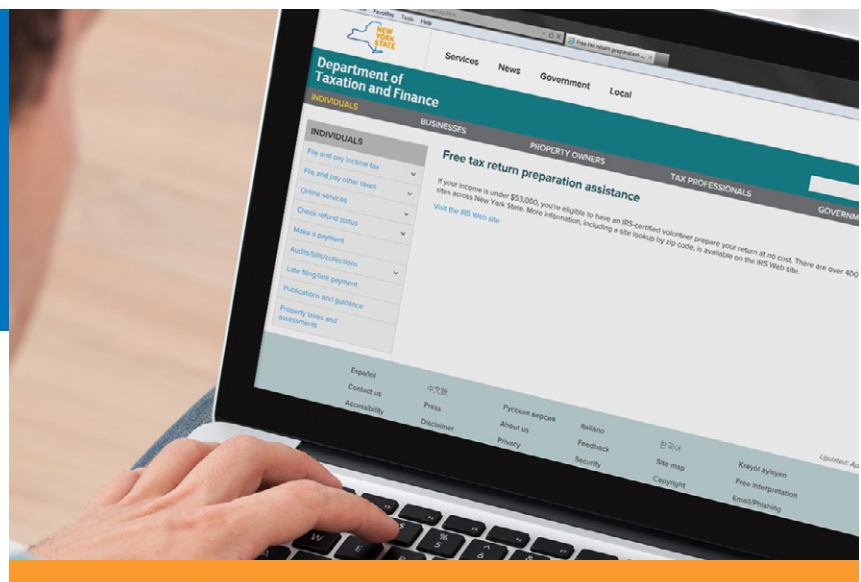 Favorites Tools Help
Free tax return preparation ...
NEW
YORK
STATE
Services News Government Local
Department of
Taxation and Finance
INDIVIDUALS BUSINESSES PROPERTY OWNERS TAX PROFESSIONALS
INDIVIDUALS
File and pay income tax
File and pay other taxes
Online services
Check refund status
Make a payment
Audits/bills/collections
Late filing/late payment
Publications and guidance
Property taxes and
assessments
Free tax return preparation assistance
If your income is under $53,000, you're eligible to have an IRS-certified volunteer prepare your return at no cost. There are over 400
sites across New York State. More information, including a site lookup by zip code, is available on the IRS Web site.
Visit the IRS Web site
Español 中文版 Русская версия Italiano 한국어 Kreyòl ayisyen
Contact us Press About us Feedback Site map Free interpretation
Accessibility Disclaimer Privacy Security Copyright Email/Phishing
Updated:
W E
% 5
6